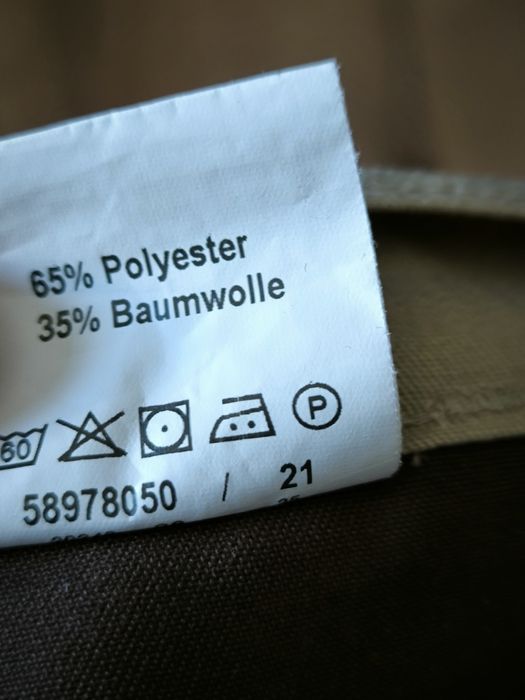 65% Polyester
35% Baumwolle
60 P
58978050 / 21